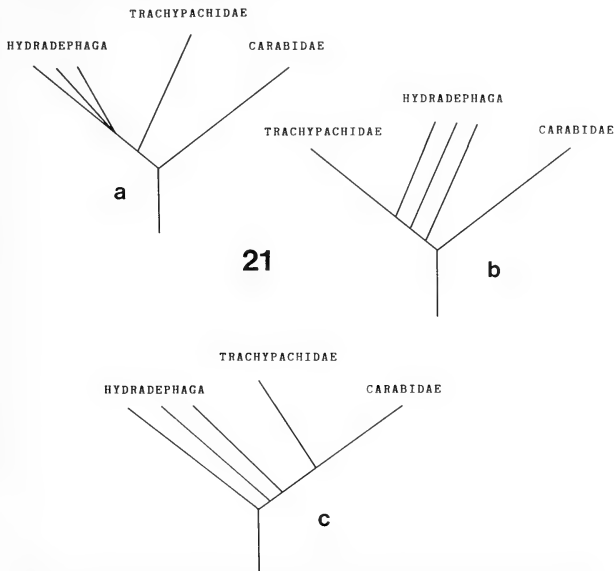 TRACHYPACHIDAE
HYDRADEPHAGA
CARABIDAE
a
HYDRADEPHAGA
TRACHYPACHIDAE
CARABIDAE
b
21
TRACHYPACHIDAE
HYDRADEPHAGA
CARABIDAE
c